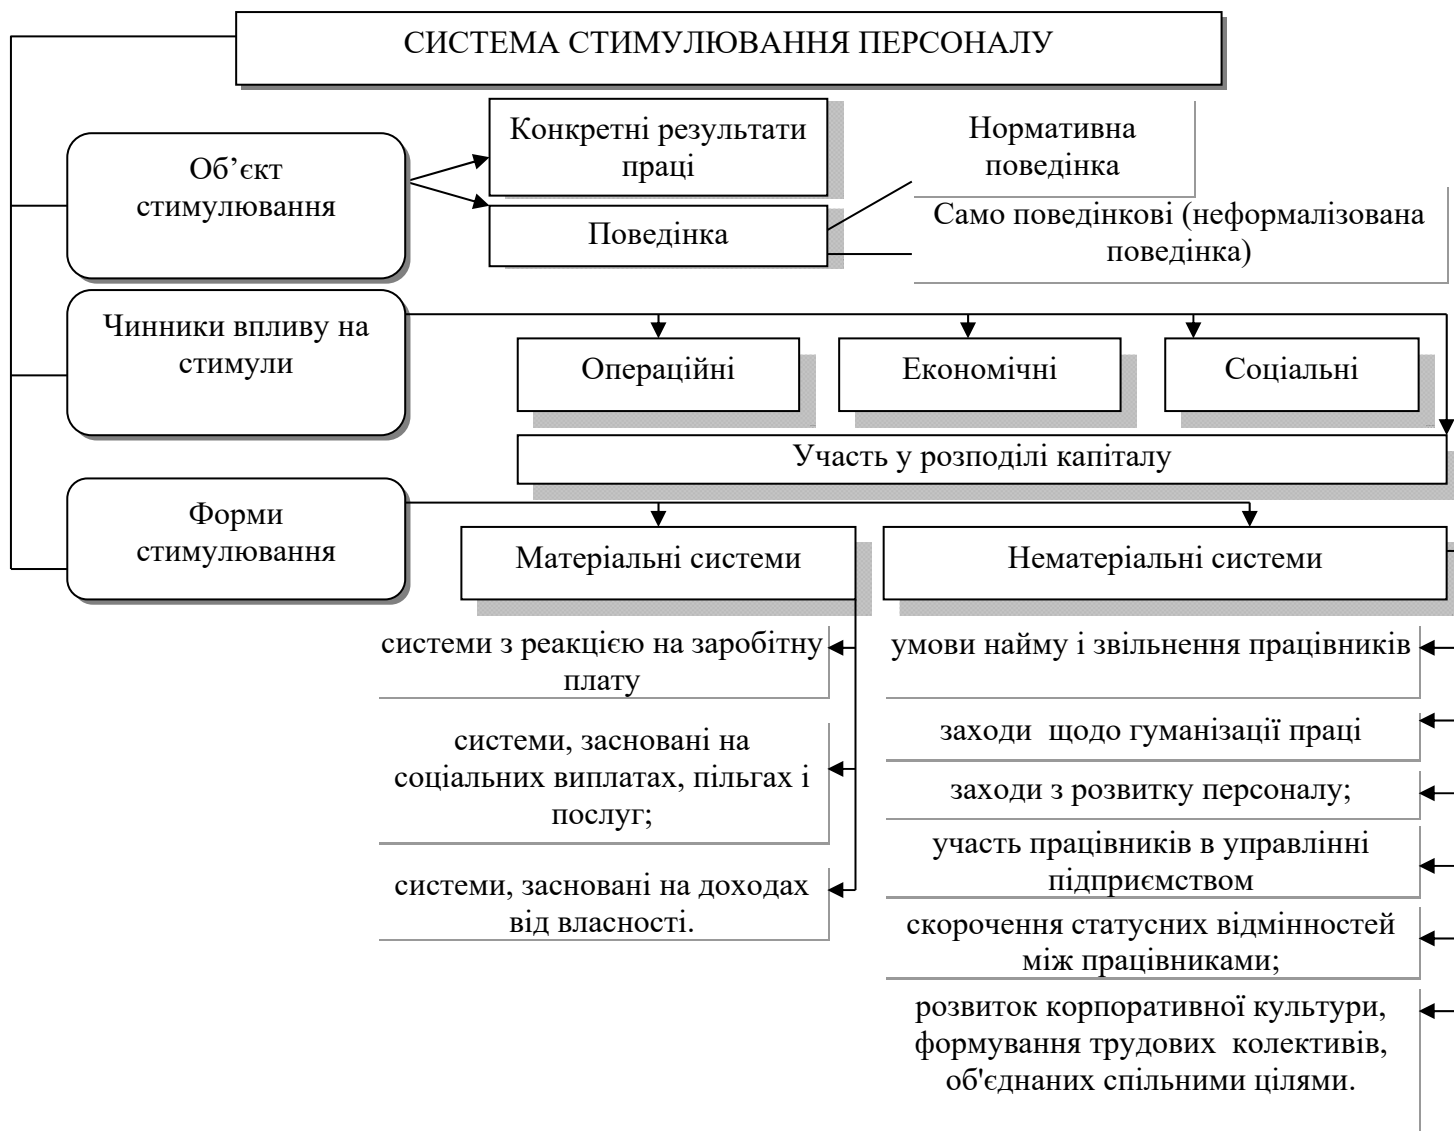 СИСТЕМА СТИМУЛЮВАННЯ ПЕРСОНАЛУ
Об’єкт
стимулювання
Конкретні результати
праці
Поведінка
Нормативна
поведінка
Само поведінкові (неформалізована
поведінка)
Чинники впливу на
стимули
Операційні
Економічні
Соціальні
Участь у розподілі капіталу
Форми
стимулювання
Матеріальні системи
системи з реакцією на заробітну
плату
системи, засновані на
соціальних виплатах, пільгах і
послуг;
системи, засновані на доходах
від власності.
Нематеріальні системи
умови найму і звільнення працівників
заходи  щодо гуманізації праці
заходи з розвитку персоналу;
участь працівників в управлінні
підприємством
скорочення статусних відмінностей
між працівниками;
розвиток корпоративної культури,
формування трудових  колективів,
об'єднаних спільними цілями.